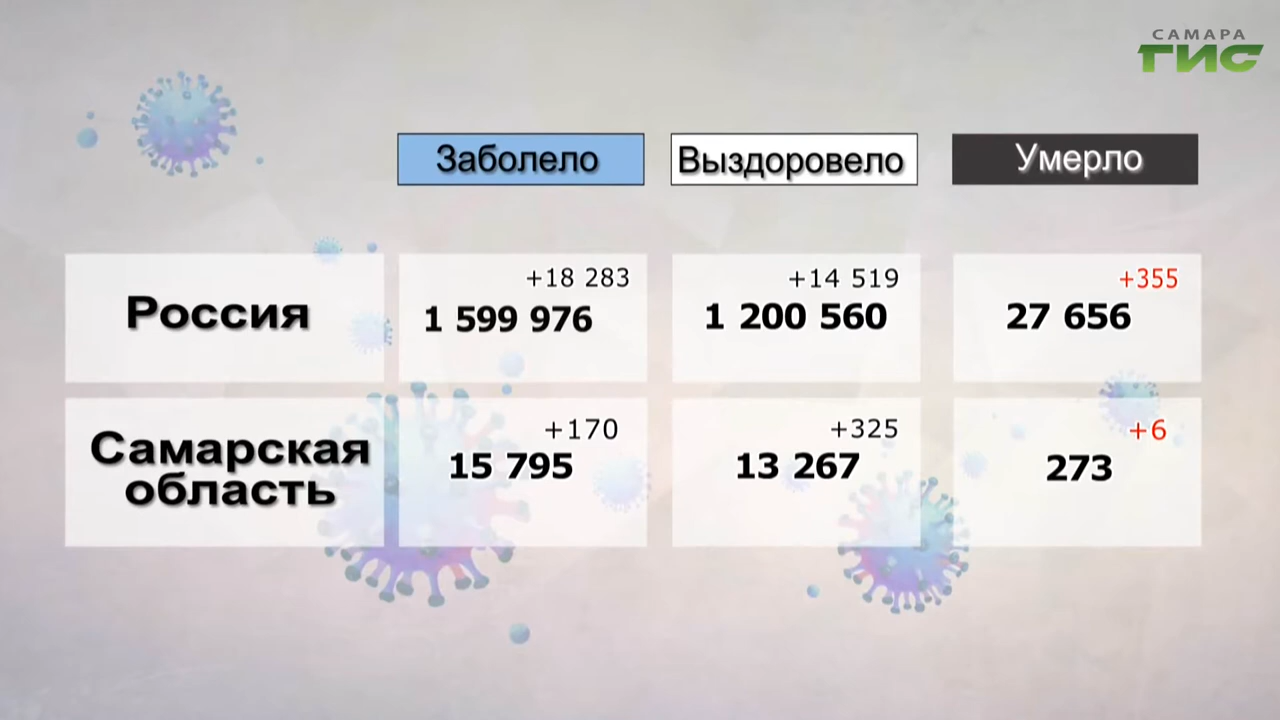 САМАРА
ГИС
Заболело Выздоровело Умерло
+18 283 +14 519 +355
Россия 1 599 976 1 200 560 27 656
+170 +325 +6
Самарская 15 795 13 267 273
область